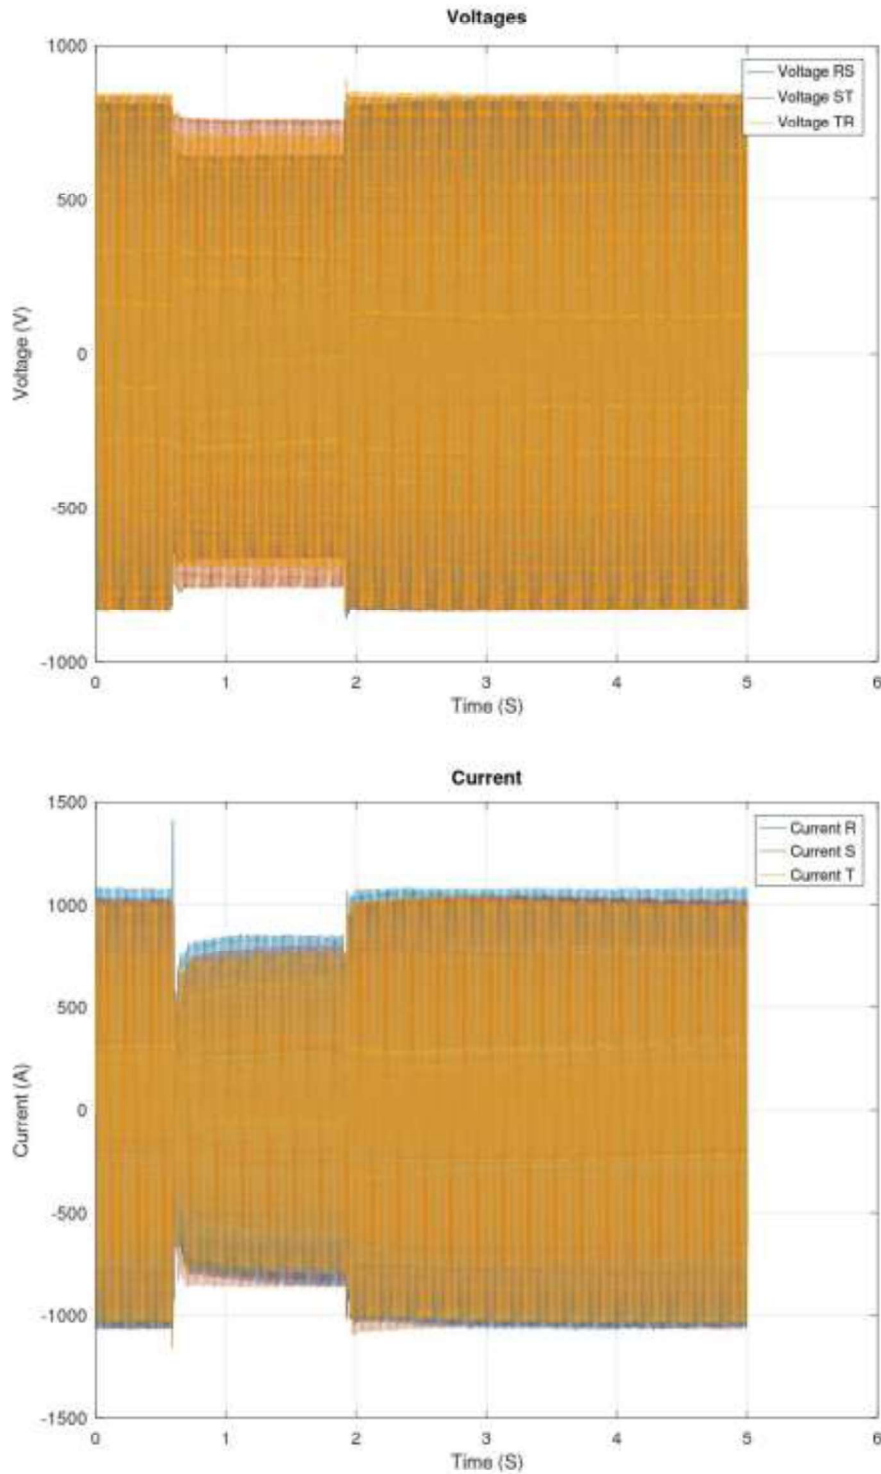 Voltages
1000
500
0
-500
-1000
Voltage (V)
Voltage RS
Voltage ST
Voltage TR
0 1 2 3 4 5 6
Time (S)
Current
1500
1000
500
0
-500
-1000
-1500
Current (A)
Current R
Current S
Current T
0 1 2 3 4 5 6
Time (S)